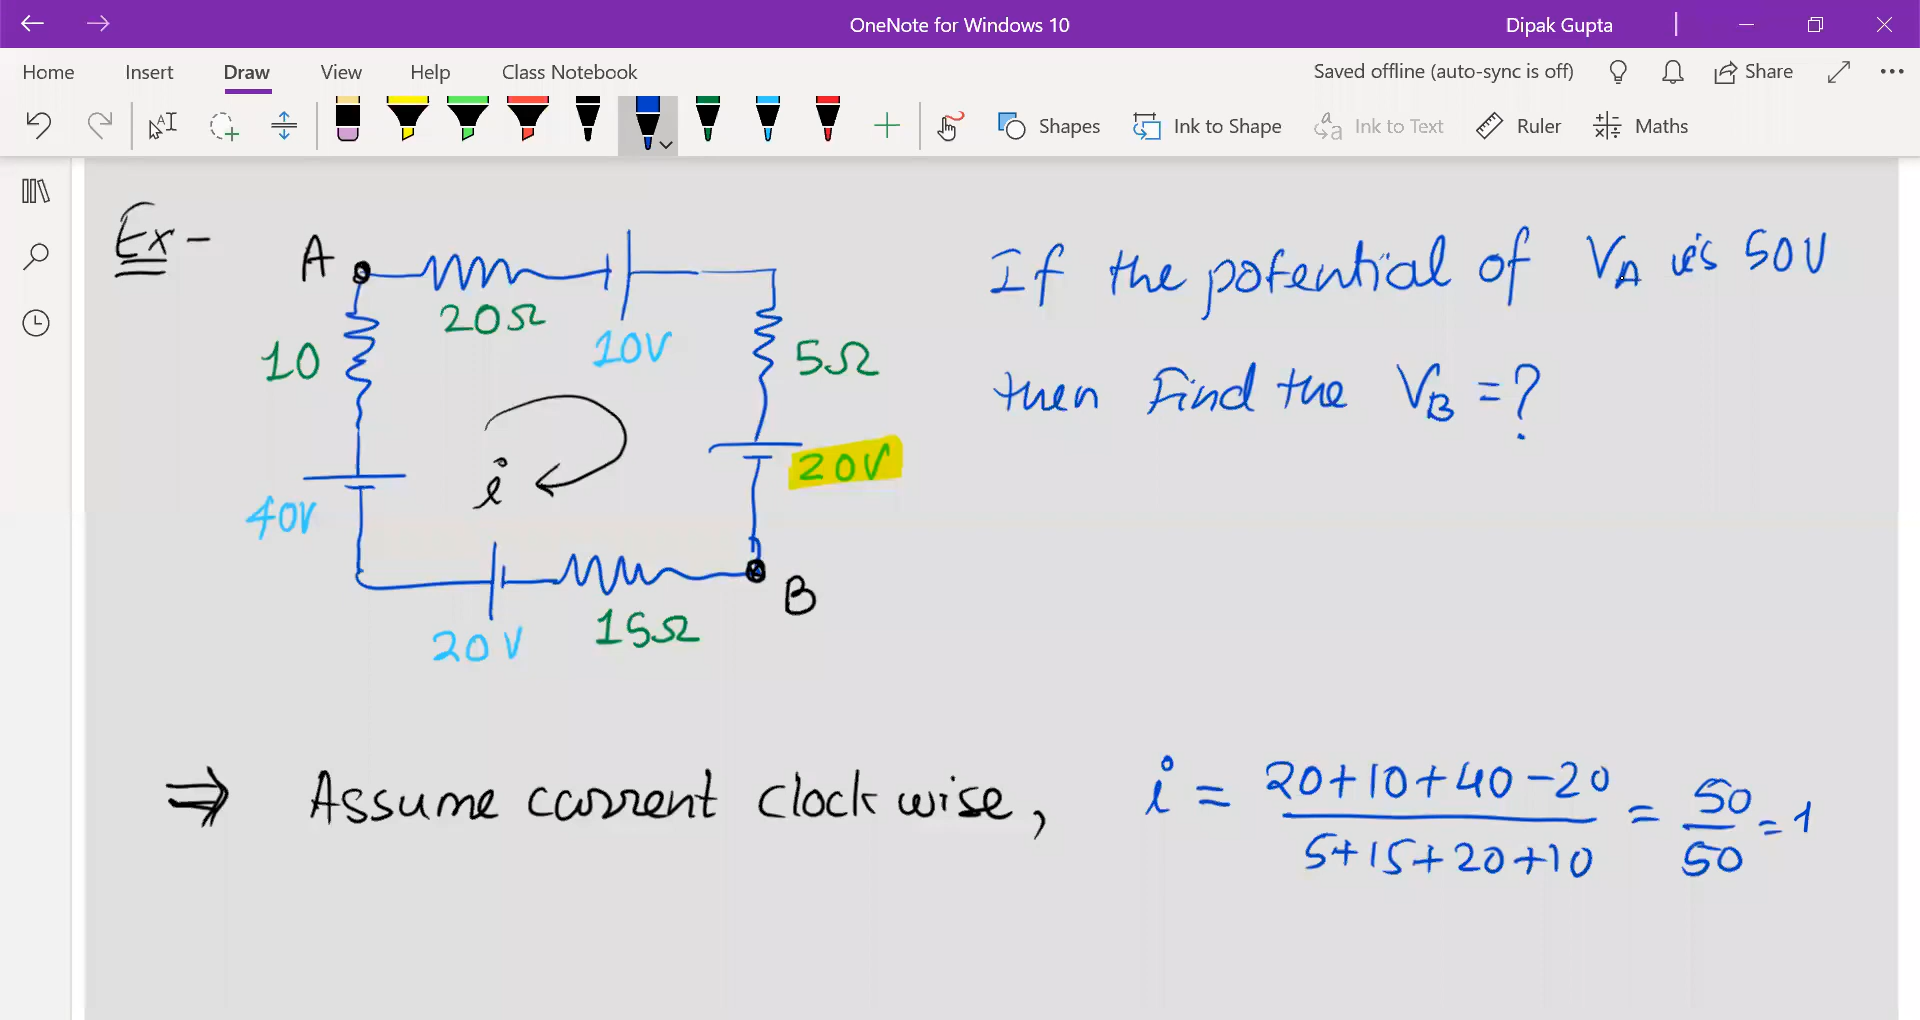 OneNote for Windows 10
Dipak Gupta
Home Insert Draw View Help Class Notebook
Saved offline (auto-sync is off)
Share
Shapes
Ink to Shape
Ink to Text
Ruler
Maths
Ex-
A
20Ω
10V
10
5Ω
20V
40V
i
B
20V
15Ω
If the potential of VA is 50V
then Find the VB = ?
⇒ Assume current clock wise, i = (20+10+40-20)/(5+15+20+10) = 50/50 = 1